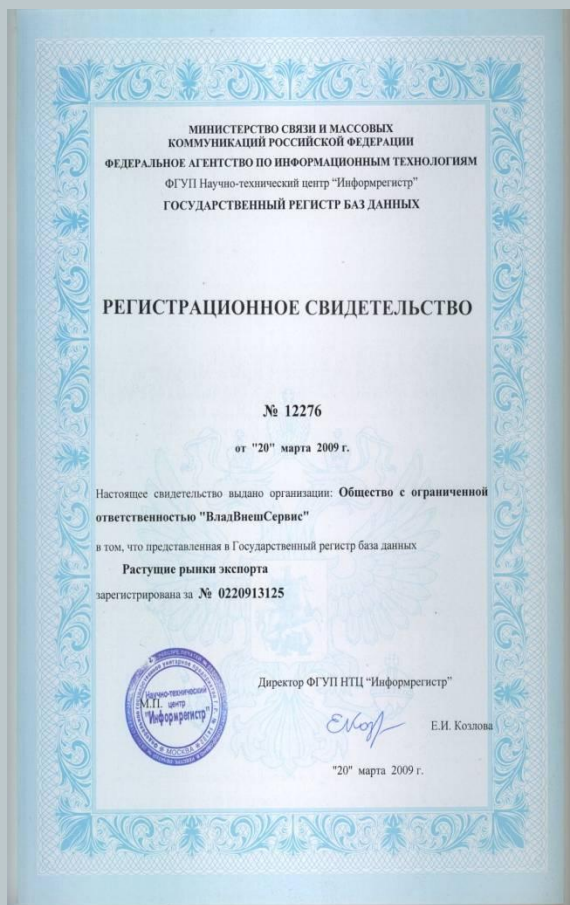 МИНИСТЕРСТВО СВЯЗИ И МАССОВЫХ
КОММУНИКАЦИЙ РОССИЙСКОЙ ФЕДЕРАЦИИ
ФЕДЕРАЛЬНОЕ АГЕНТСТВО ПО ИНФОРМАЦИОННЫМ ТЕХНОЛОГИЯМ
ФГУП Научно-технический центр “Информрегистр”
ГОСУДАРСТВЕННЫЙ РЕГИСТР БАЗ ДАННЫХ
РЕГИСТРАЦИОННОЕ СВИДЕТЕЛЬСТВО
№ 12276
от "20" марта 2009 г.
Настоящее свидетельство выдано организации: Общество с ограниченной
ответственностью "ВладВнешСервис"
в том, что представленная в Государственный регистр база данных
Растущие рынки экспорта
зарегистрирована за № 0220913125
Директор ФГУП НТЦ “Информрегистр”
Научно-технический
М.П. центр
"Информрегистр"
МОСКВА
Е.И. Козлова
"20" марта 2009 г.